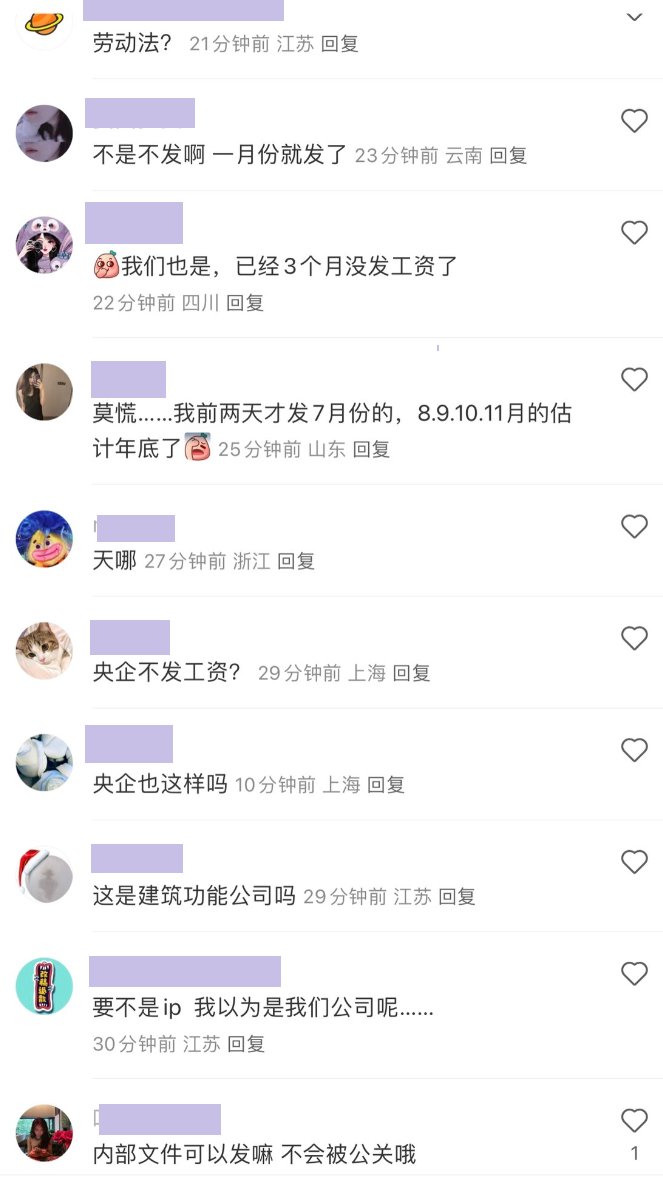 劳动法? 21分钟前 江苏 回复
不是不发啊 一月份就发了 23分钟前 云南 回复
我们也是，已经3个月没发工资了
22分钟前 四川 回复
莫慌……我前两天才发7月份的，8.9.10.11月的估
计年底了 25分钟前 山东 回复
天哪 27分钟前 浙江 回复
央企不发工资? 29分钟前 上海 回复
央企也这样吗 10分钟前 上海 回复
这是建筑功能公司吗 29分钟前 江苏 回复
要不是ip 我以为是我们公司呢……
30分钟前 江苏 回复
内部文件可以发嘛 不会被公关哦
1